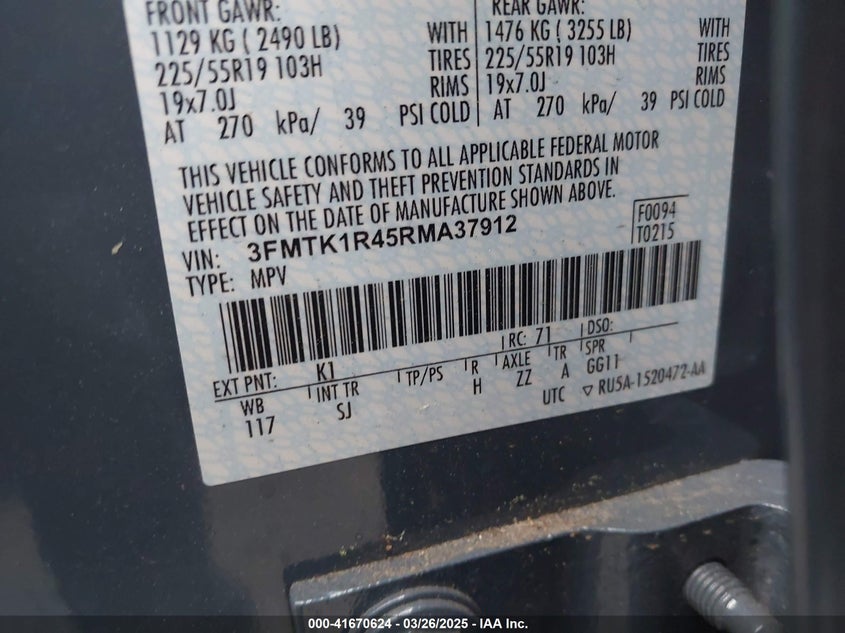 FRONT GAWR: REAR GAWR:
1129 KG ( 2490 LB) WITH 1476 KG ( 3255 LB) WITH
225/55R19 103H TIRES 225/55R19 103H TIRES
19x7.0J RIMS 19x7.0J RIMS
AT 270 kPa/ 39 PSI COLD AT 270 kPa/ 39 PSI COLD
THIS VEHICLE CONFORMS TO ALL APPLICABLE FEDERAL MOTOR
VEHICLE SAFETY AND THEFT PREVENTION STANDARDS IN
EFFECT ON THE DATE OF MANUFACTURE SHOWN ABOVE.
VIN: 3FMTK1R45RMA37912 F0094
TYPE: MPV T0215
EXT PNT: K1 RC: 71 DSO:
WB INT TR TP/PS R AXLE TR SPR
117 SJ H ZZ A GG11
UTC ▽ RU5A-1520472-AA
000-41670624 - 03/26/2025 - IAA Inc.